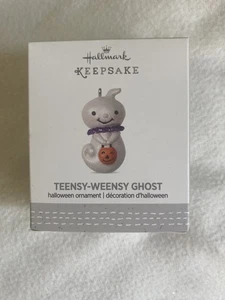 Hallmark
KEEPSAKE
TEENSY-WEENSY GHOST
halloween ornament | décoration d'halloween